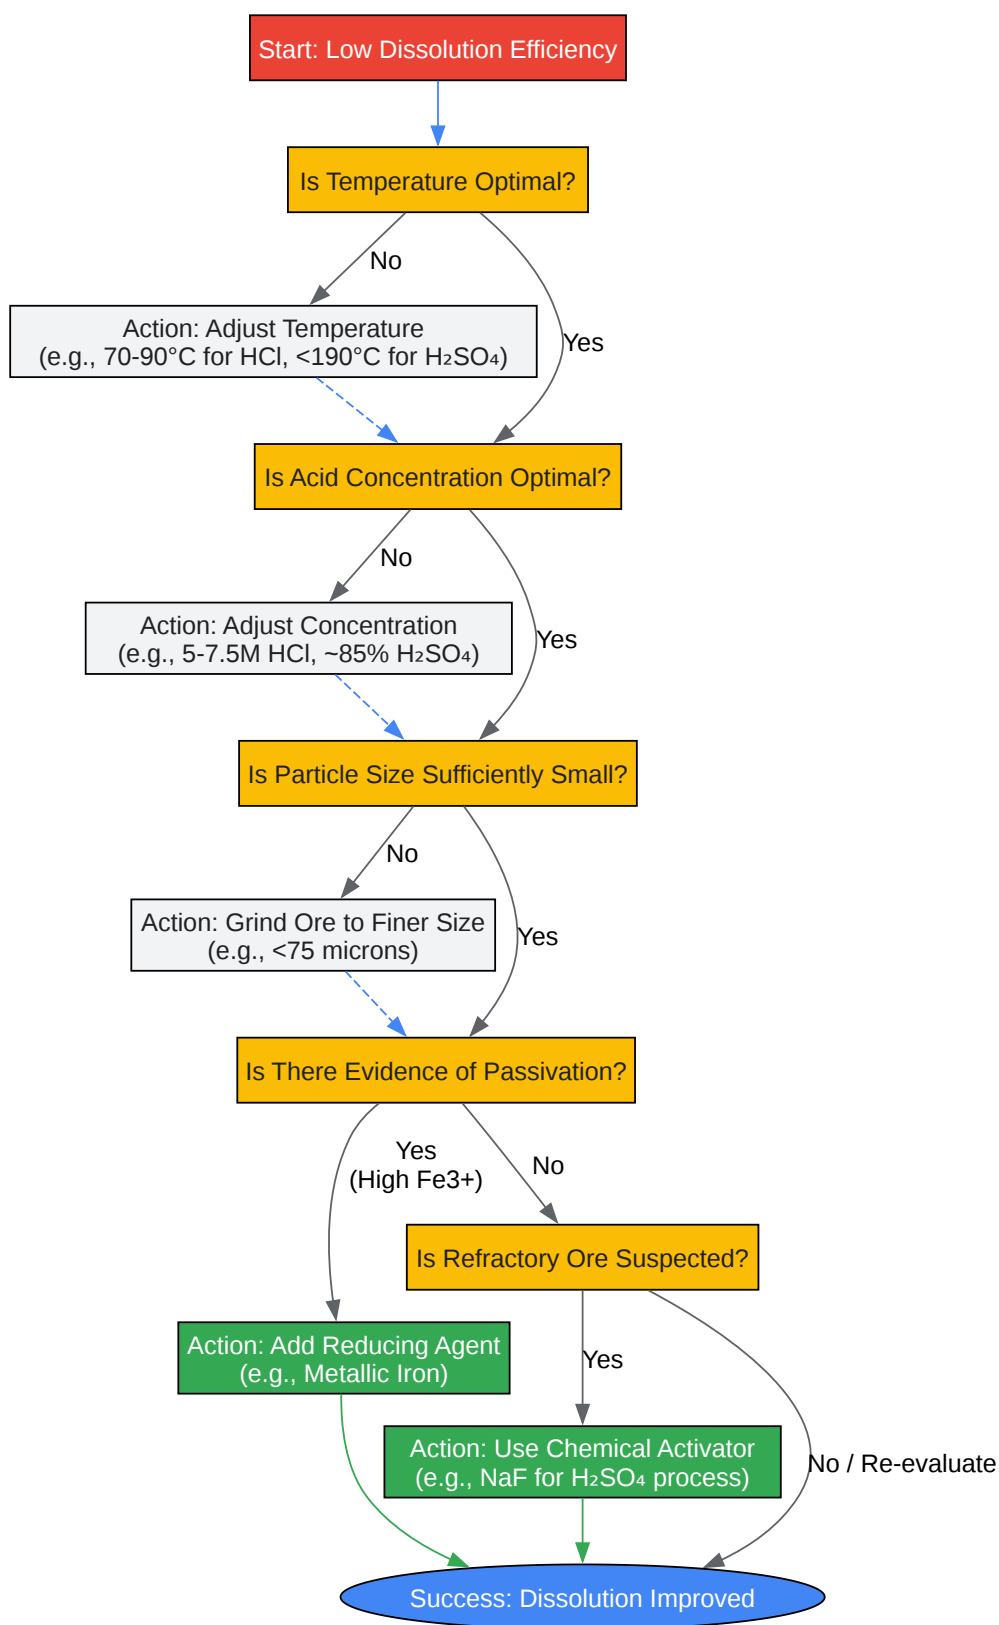 Start: Low Dissolution Efficiency
Is Temperature Optimal?
No
Action: Adjust Temperature
(e.g., 70-90°C for HCl, <190°C for H₂SO₄)
Yes
Is Acid Concentration Optimal?
No
Action: Adjust Concentration
(e.g., 5-7.5M HCl, ~85% H₂SO₄)
Yes
Is Particle Size Sufficiently Small?
No
Action: Grind Ore to Finer Size
(e.g., <75 microns)
Yes
Is There Evidence of Passivation?
Yes
(High Fe3+)
No
Is Refractory Ore Suspected?
Action: Add Reducing Agent
(e.g., Metallic Iron)
Yes
Action: Use Chemical Activator
(e.g., NaF for H₂SO₄ process)
No / Re-evaluate
Success: Dissolution Improved